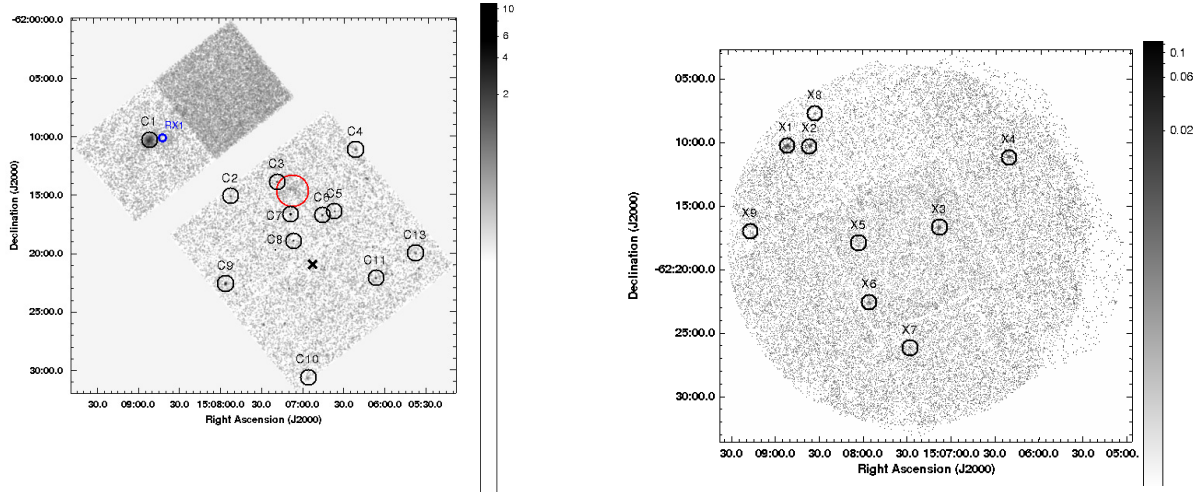 -62:00:00.0
05:00.0
10:00.0
15:00.0
20:00.0
25:00.0
30:00.0
Declination (J2000)
C1
RX1
C2
C3
C4
C5
C6
C7
C8
C9
C10
C11
C13
30.0 09:00.0 30.0 15:08:00.0 30.0 07:00.0 30.0 06:00.0 05:30.0
Right Ascension (J2000)
10
6
4
2
05:00.0
10:00.0
15:00.0
-62:20:00.0
25:00.0
30:00.0
Declination (J2000)
X8
X1 X2
X4
X9
X5
X3
X6
X7
30.0 09:00.0 30.0 08:00.0 30.0 15:07:00.0 30.0 06:00.0 30.0 05:00.0
Right Ascension (J2000)
0.1
0.06
0.02